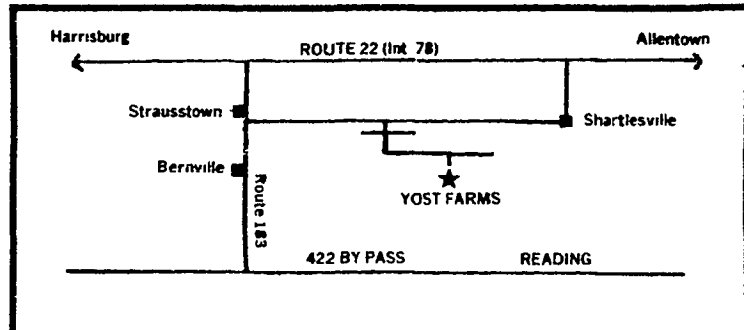 Harrisburg
Allentown
ROUTE 22 (Int 78)
Strausstown
Shartlesville
Bernville
Route 183
YOST FARMS
422 BY PASS
READING